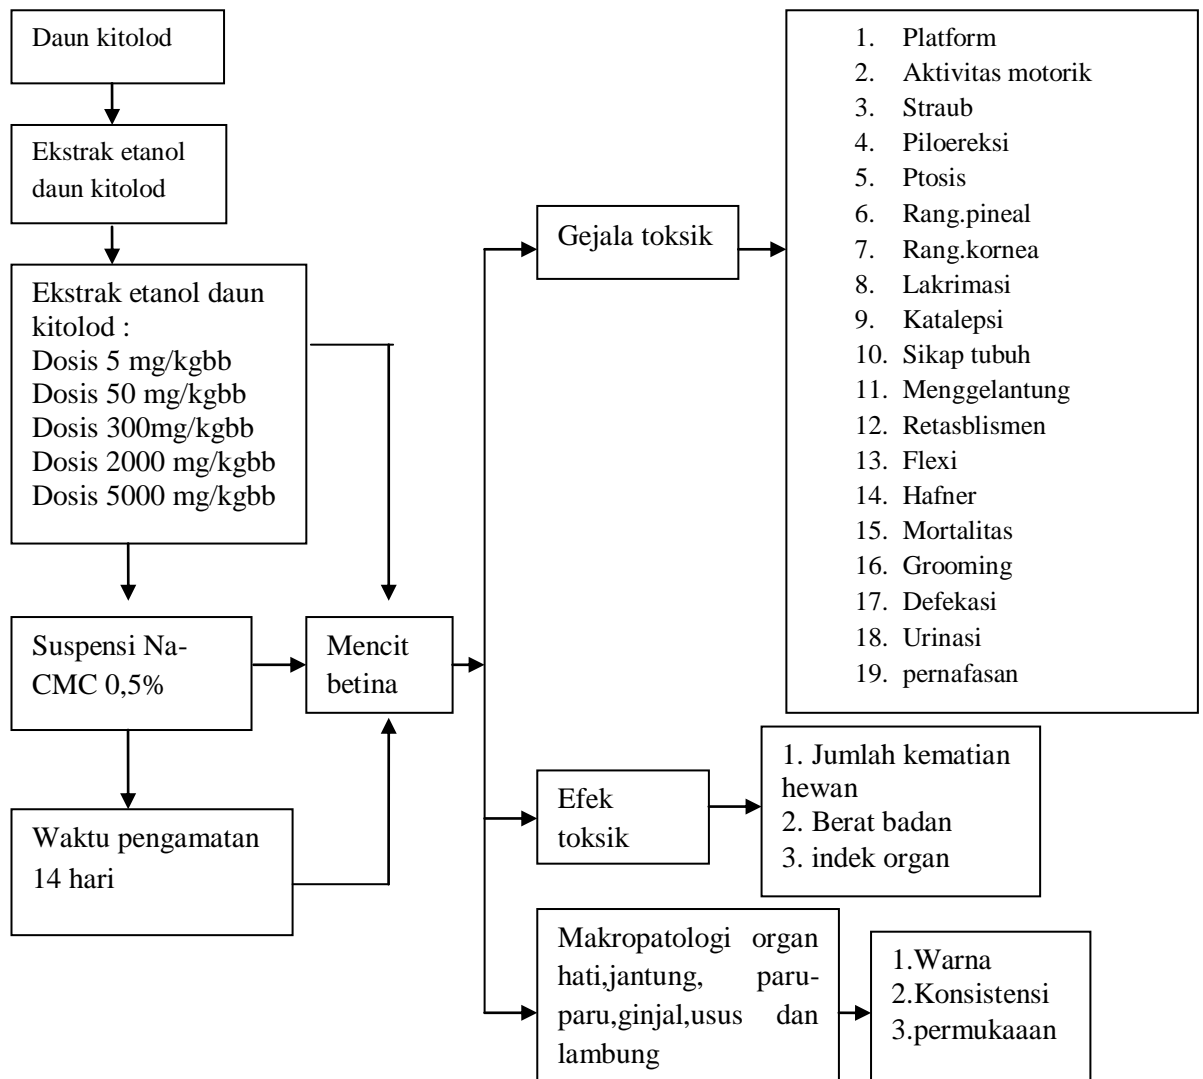 Daun kitolod
Ekstrak etanol
daun kitolod
Ekstrak etanol daun
kitolod :
Dosis 5 mg/kgbb
Dosis 50 mg/kgbb
Dosis 300mg/kgbb
Dosis 2000 mg/kgbb
Dosis 5000 mg/kgbb
Suspensi Na-
CMC 0,5%
Waktu pengamatan
14 hari
Mencit
betina
Gejala toksik
1. Platform
2. Aktivitas motorik
3. Straub
4. Piloereksi
5. Ptosis
6. Rang.pineal
7. Rang.kornea
8. Lakrimasi
9. Katalepsi
10. Sikap tubuh
11. Menggelantung
12. Retasblismen
13. Flexi
14. Hafner
15. Mortalitas
16. Grooming
17. Defekasi
18. Urinasi
19. pernafasan
Efek
toksik
1. Jumlah kematian
hewan
2. Berat badan
3. indek organ
Makropatologi organ
hati,jantung, paru-
paru,ginjal,usus dan
lambung
1.Warna
2.Konsistensi
3.permukaaan